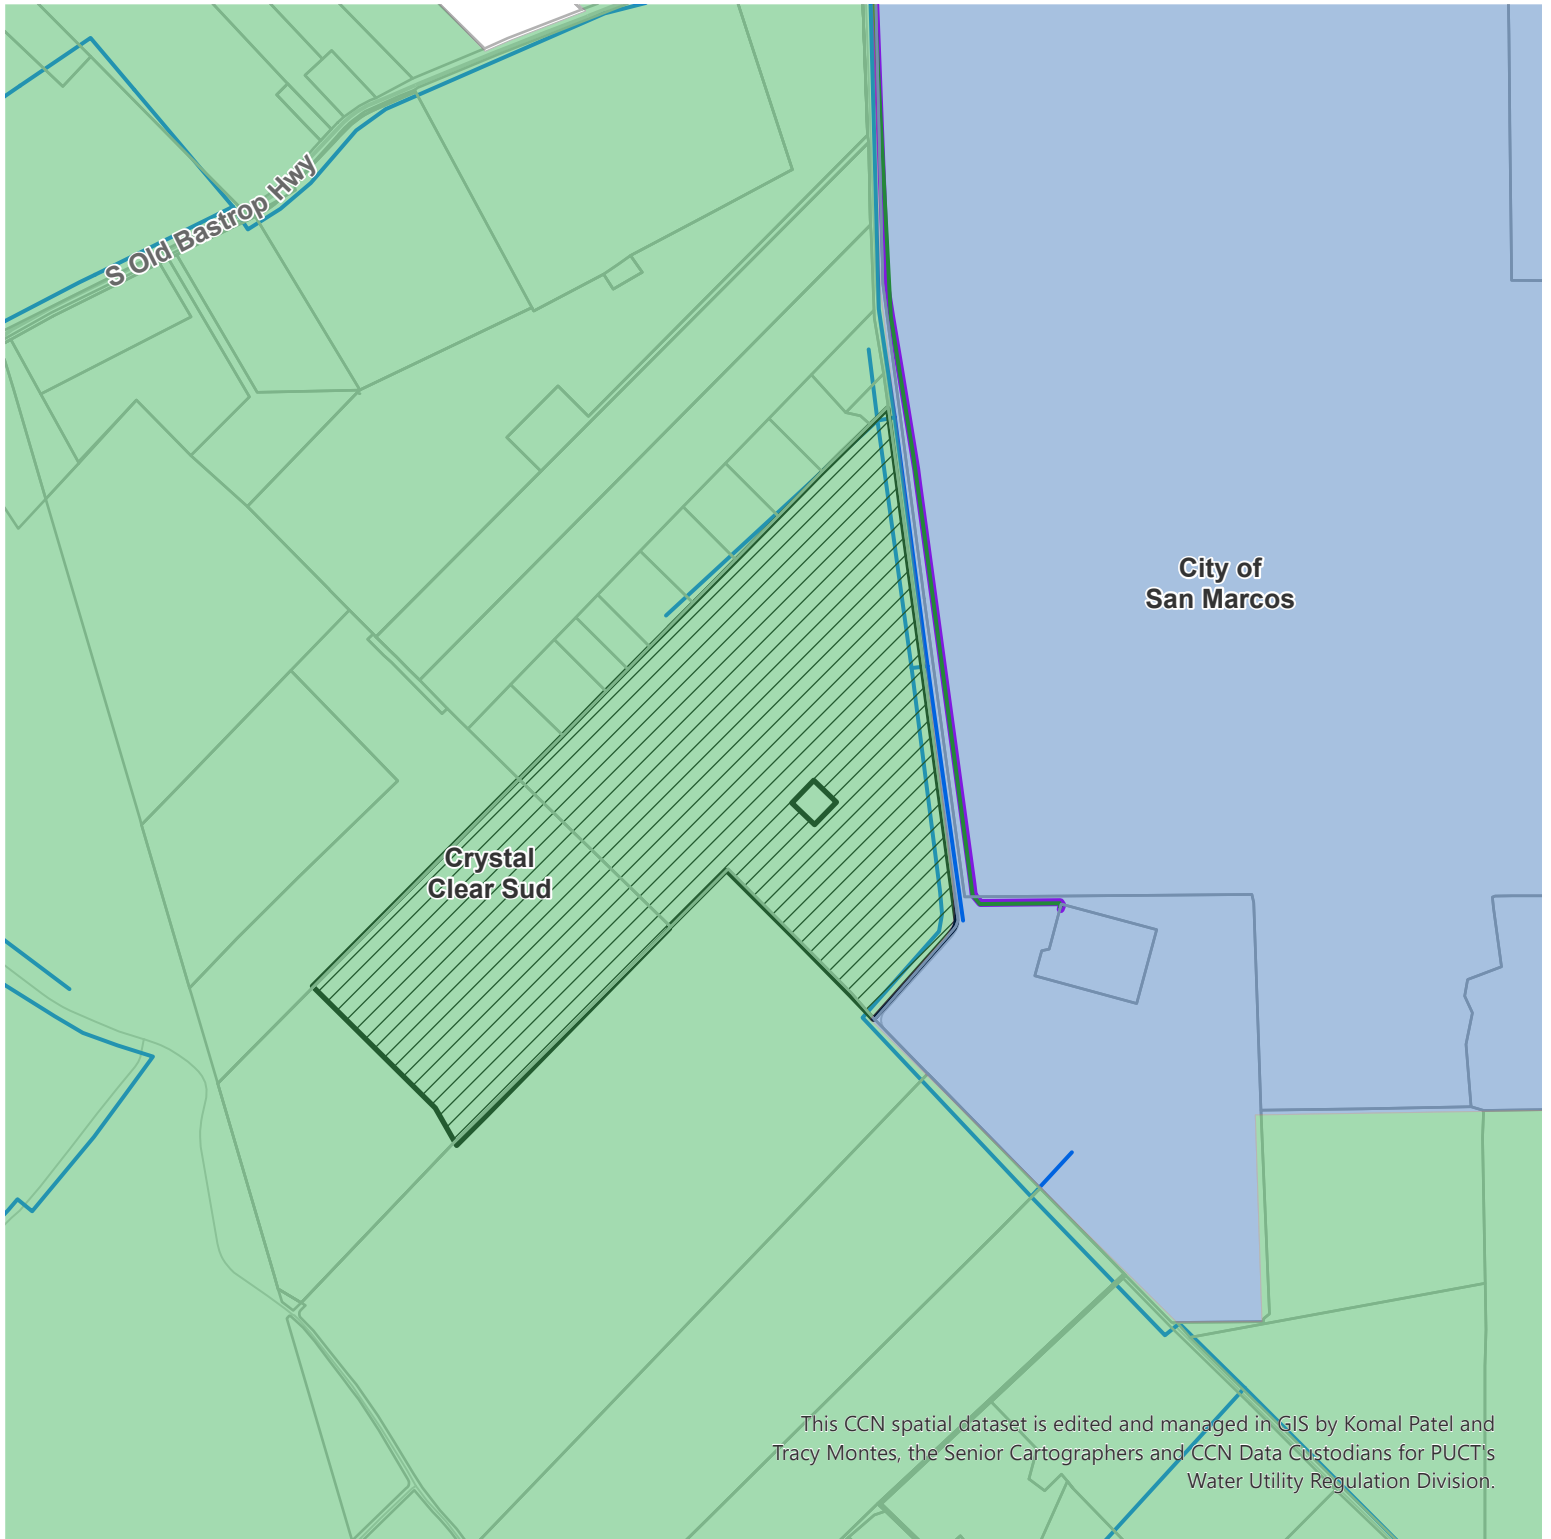 S Old Bastrop Hwy
City of
San Marcos
Crystal
Clear Sud
This CCN spatial dataset is edited and managed in GIS by Komal Patel and
Tracy Montes, the Senior Cartographers and CCN Data Custodians for PUCT's
Water Utility Regulation Division.